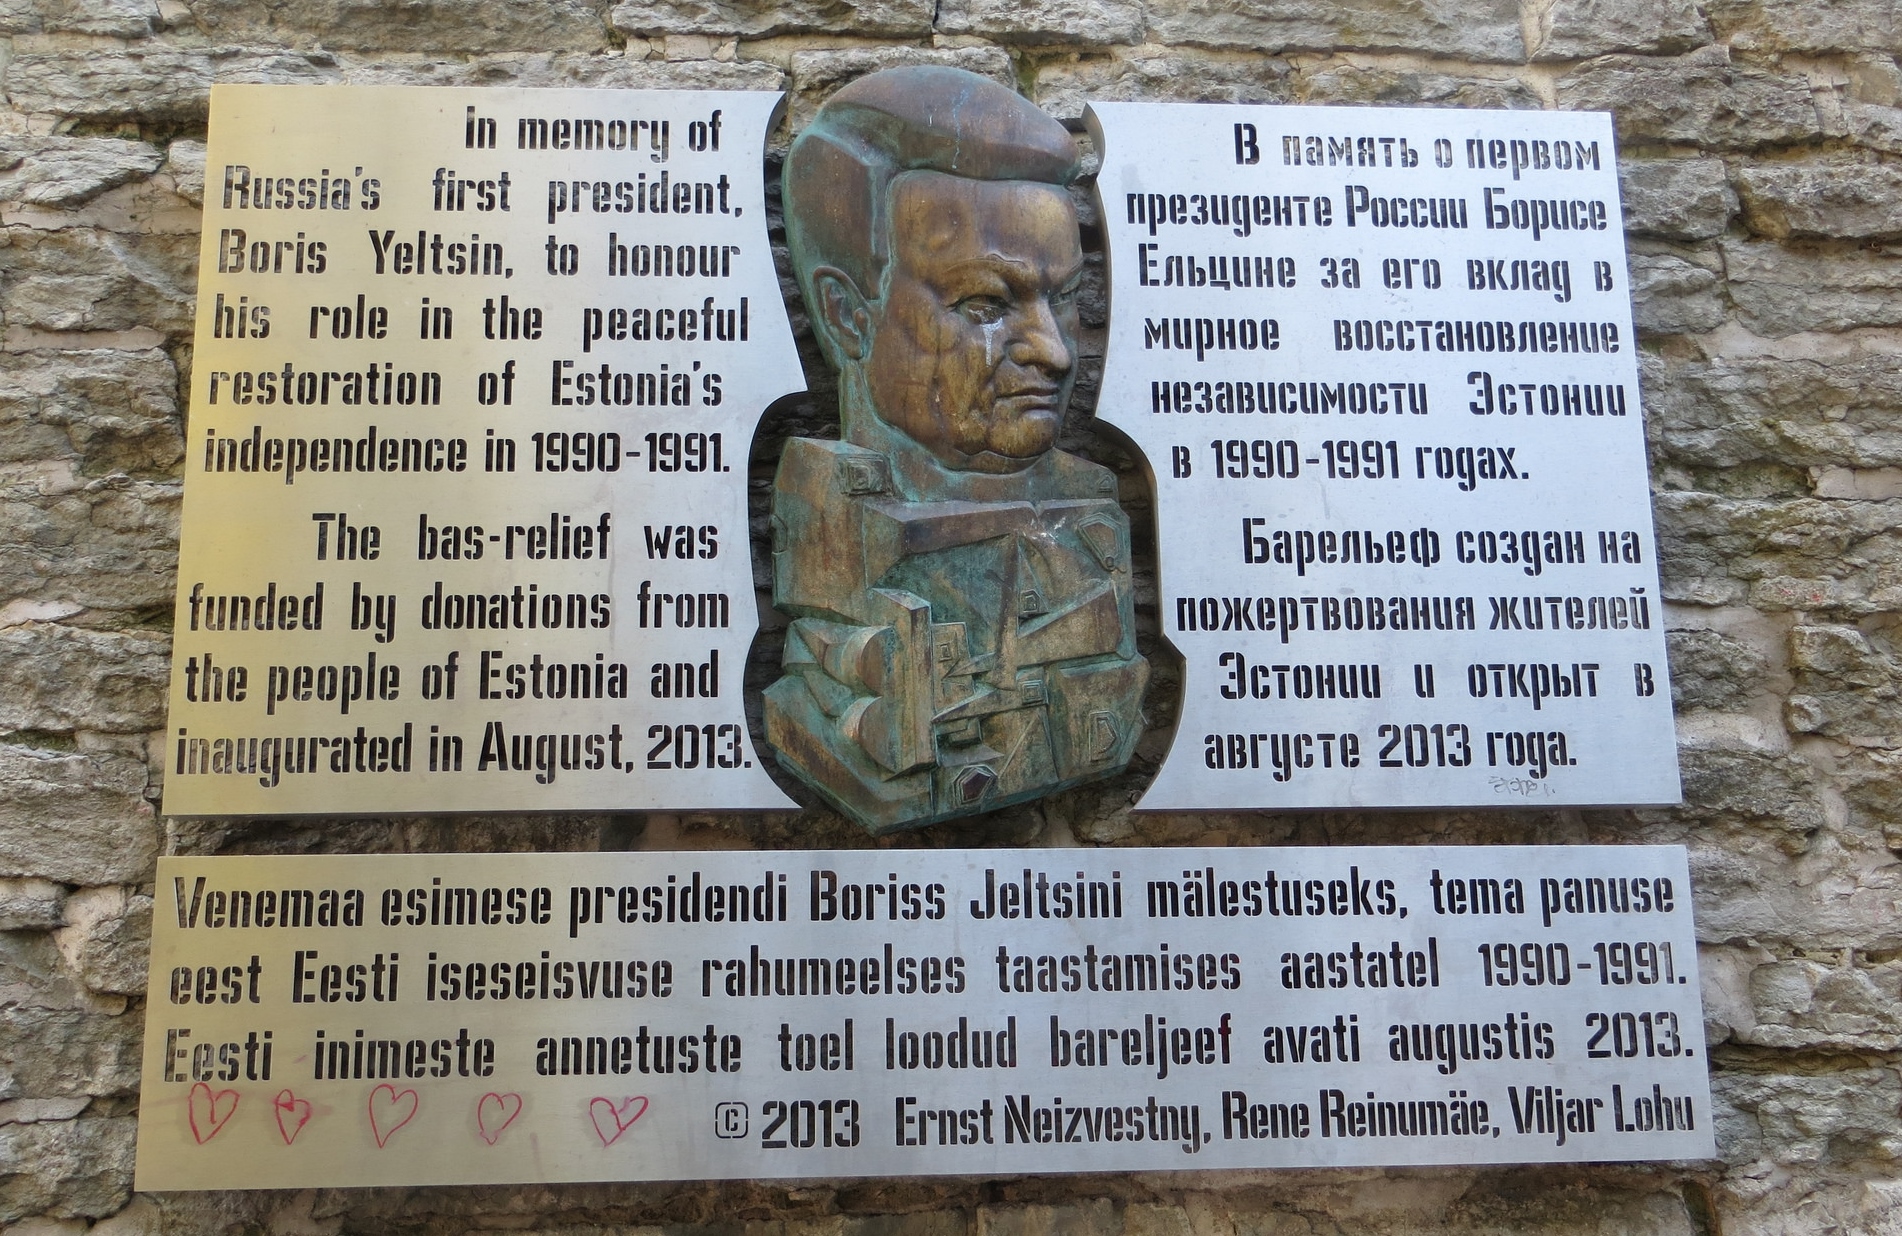 In memory of
Russia's first president,
Boris Yeltsin, to honour
his role in the peaceful
restoration of Estonia's
independence in 1990-1991.
The bas-relief was
funded by donations from
the people of Estonia and
inaugurated in August, 2013.
В память о первом
президенте России Борисе
Ельцине за его вклад в
мирное восстановление
независимости Эстонии
в 1990-1991 годах.
Барельеф создан на
пожертвования жителей
Эстонии и открыт в
августе 2013 года.
Venemaa esimese presidendi Boriss Jeltsini mälestuseks, tema panuse
eest Eesti iseseisvuse rahumeelses taastamises aastatel 1990-1991.
Eesti inimeste annetuste toel loodud bareljeef avati augustis 2013.
© 2013 Ernst Neizvestny, Rene Reinumäe, Viljar Lohu